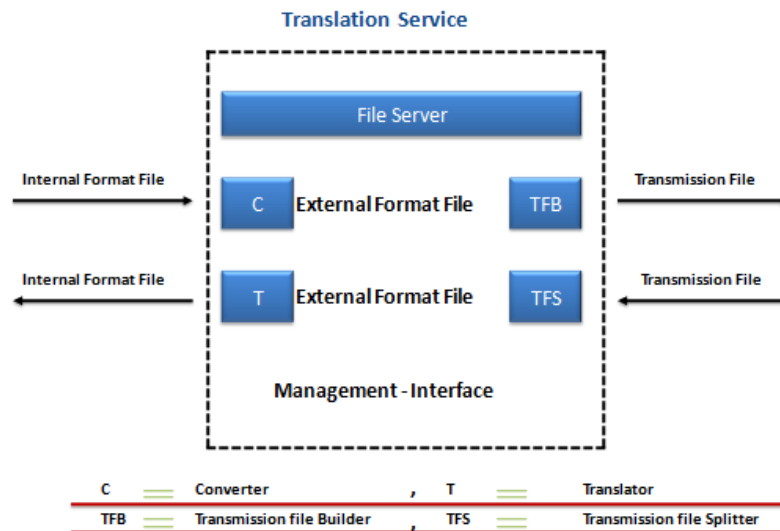 Translation Service
File Server
Internal Format File
C External Format File TFB
Transmission File
Internal Format File
T External Format File TFS
Transmission File
Management - Interface
C Converter , T Translator
TFB Transmission file Builder , TFS Transmission file Splitter